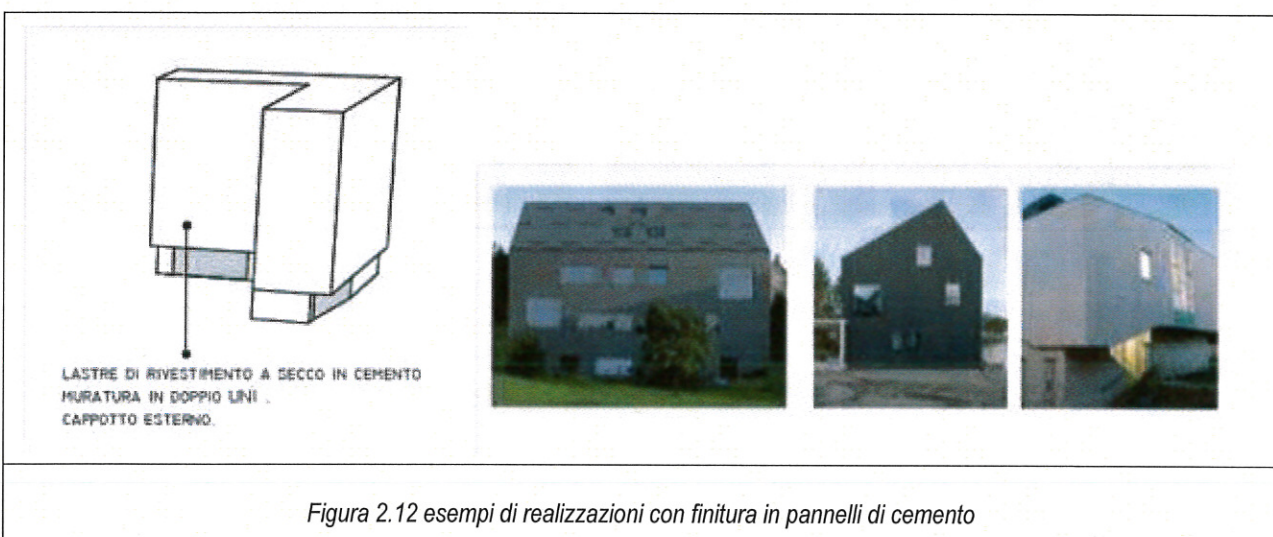 LASTRE DI RIVESTIMENTO A SECCO IN CEMENTO
MURATURA IN DOPPIO UNI .
CAPPOTTO ESTERNO.
Figura 2.12 esempi di realizzazioni con finitura in pannelli di cemento